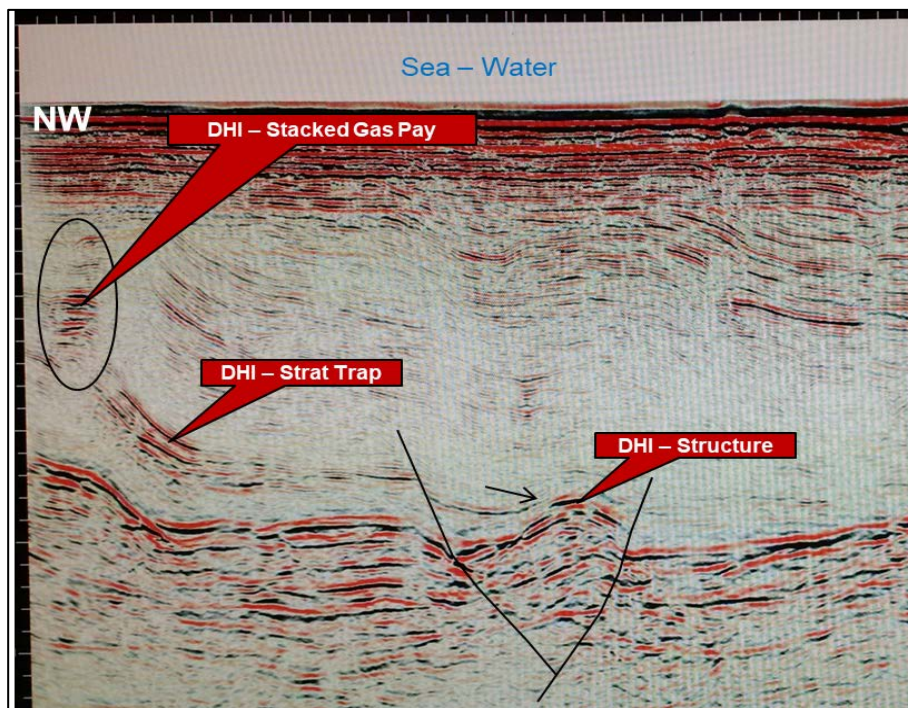 Sea – Water
NW
DHI – Stacked Gas Pay
DHI – Strat Trap
DHI – Structure